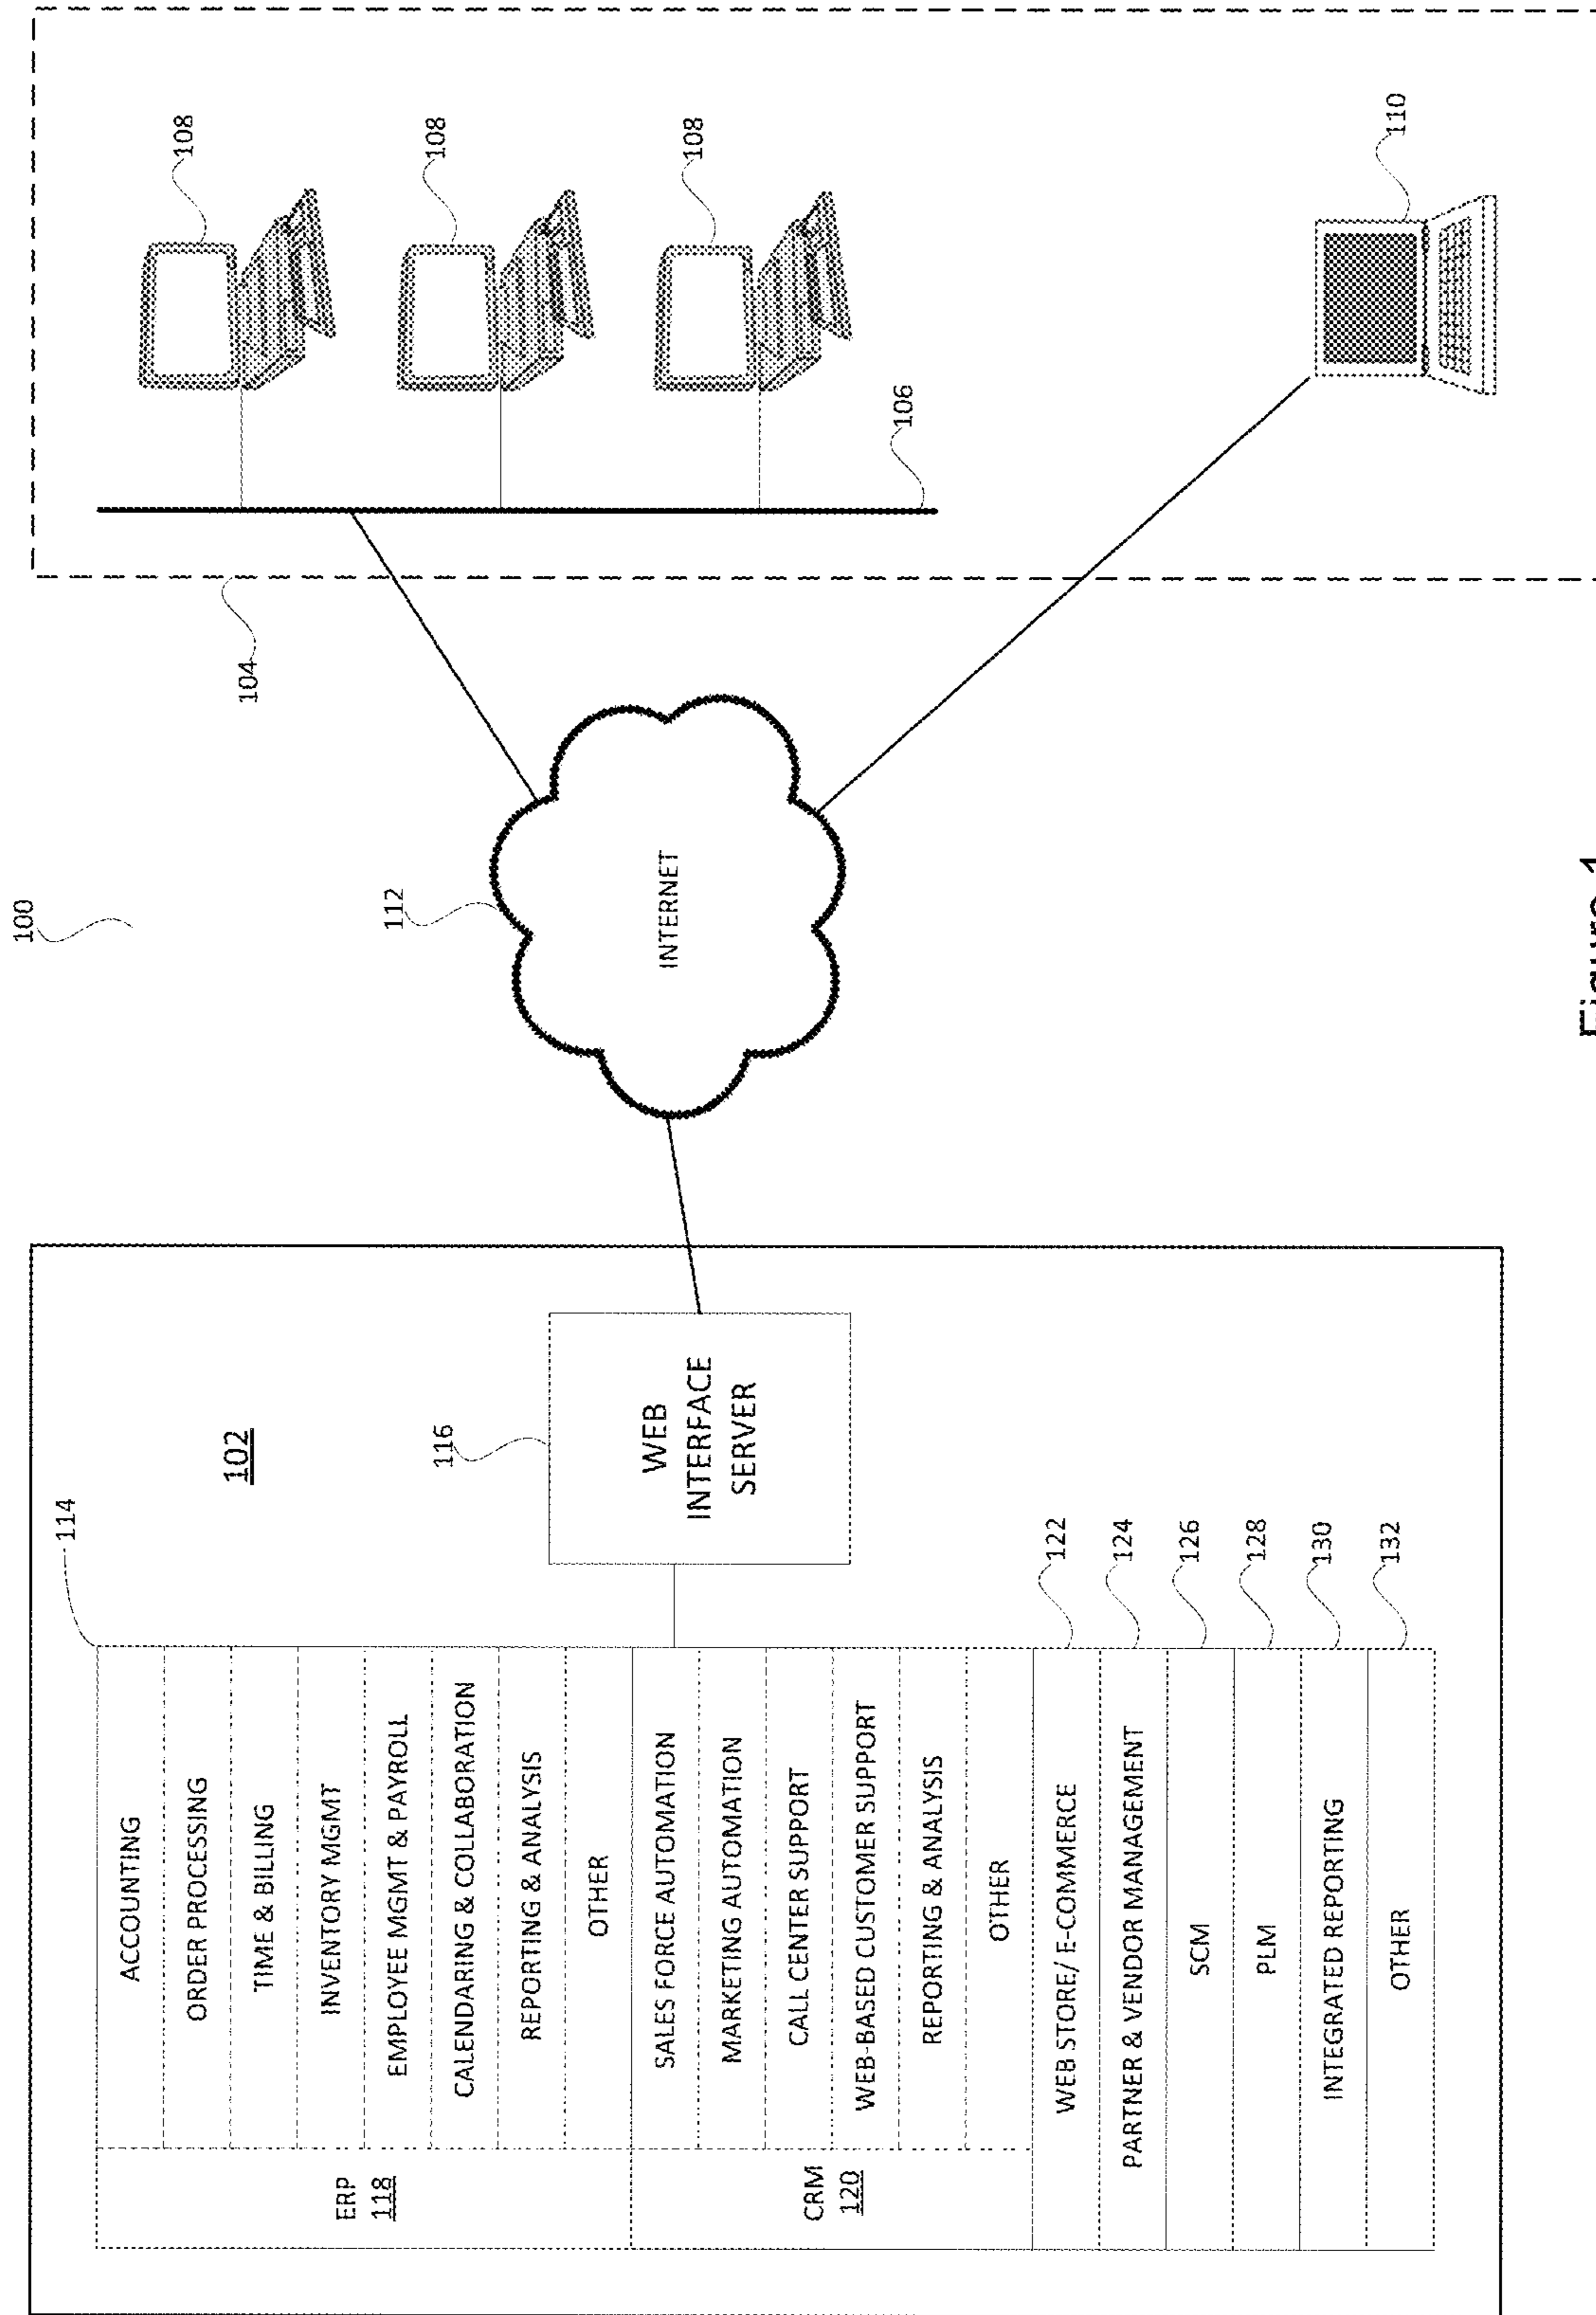 100
102
114
ERP
118
ACCOUNTING
ORDER PROCESSING
TIME & BILLING
INVENTORY MGMT
EMPLOYEE MGMT & PAYROLL
CALENDARING & COLLABORATION
REPORTING & ANALYSIS
OTHER
CRM
120
SALES FORCE AUTOMATION
MARKETING AUTOMATION
CALL CENTER SUPPORT
WEB-BASED CUSTOMER SUPPORT
REPORTING & ANALYSIS
OTHER
WEB STORE/ E-COMMERCE
122
PARTNER & VENDOR MANAGEMENT
124
SCM
126
PLM
128
INTEGRATED REPORTING
130
OTHER
132
116
WEB
INTERFACE
SERVER
112
INTERNET
104
106
108
108
108
110
Figure 1